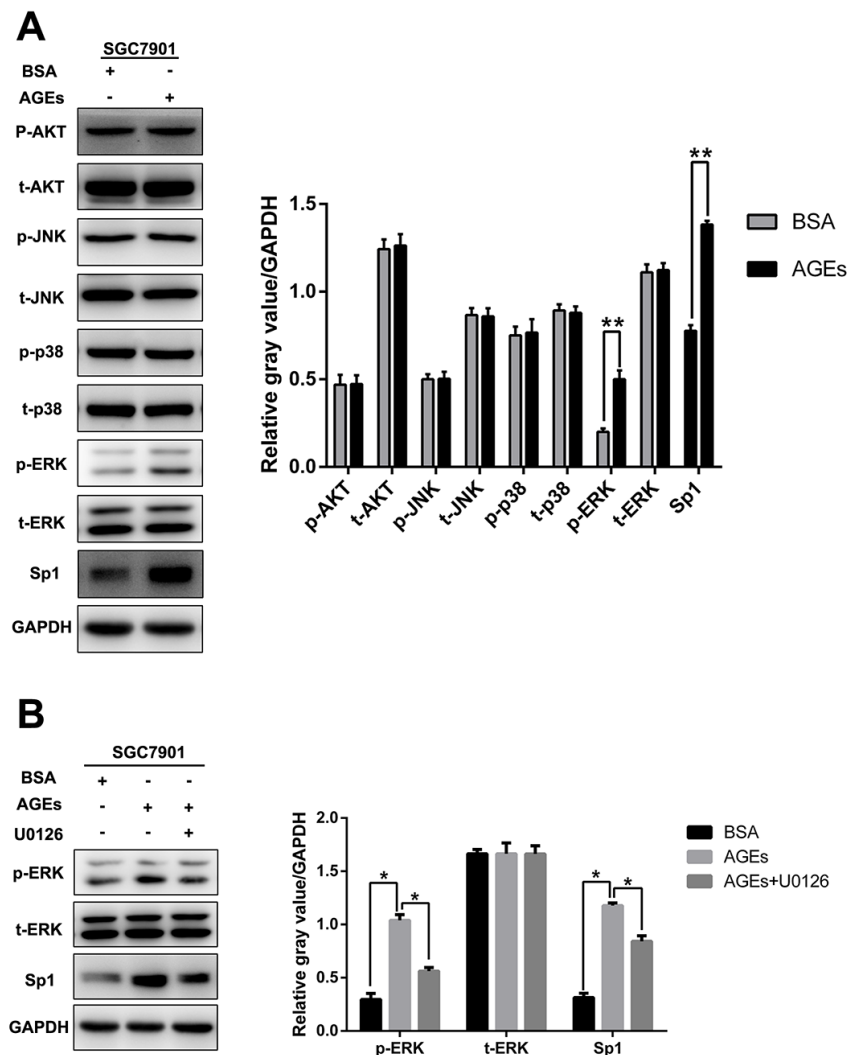 A
SGC7901
BSA + -
AGEs - +
P-AKT
t-AKT
p-JNK
t-JNK
p-p38
t-p38
p-ERK
t-ERK
Sp1
GAPDH
Relative gray value/GAPDH
1.5
1.0
0.5
0.0
** **
p-AKT t-AKT p-JNK t-JNK p-p38 t-p38 p-ERK t-ERK Sp1
BSA
AGEs
B
SGC7901
BSA + - -
AGEs - + +
U0126 - - +
p-ERK
t-ERK
Sp1
GAPDH
Relative gray value/GAPDH
2.0
1.5
1.0
0.5
0.0
* * * *
p-ERK t-ERK Sp1
BSA
AGEs
AGEs+U0126